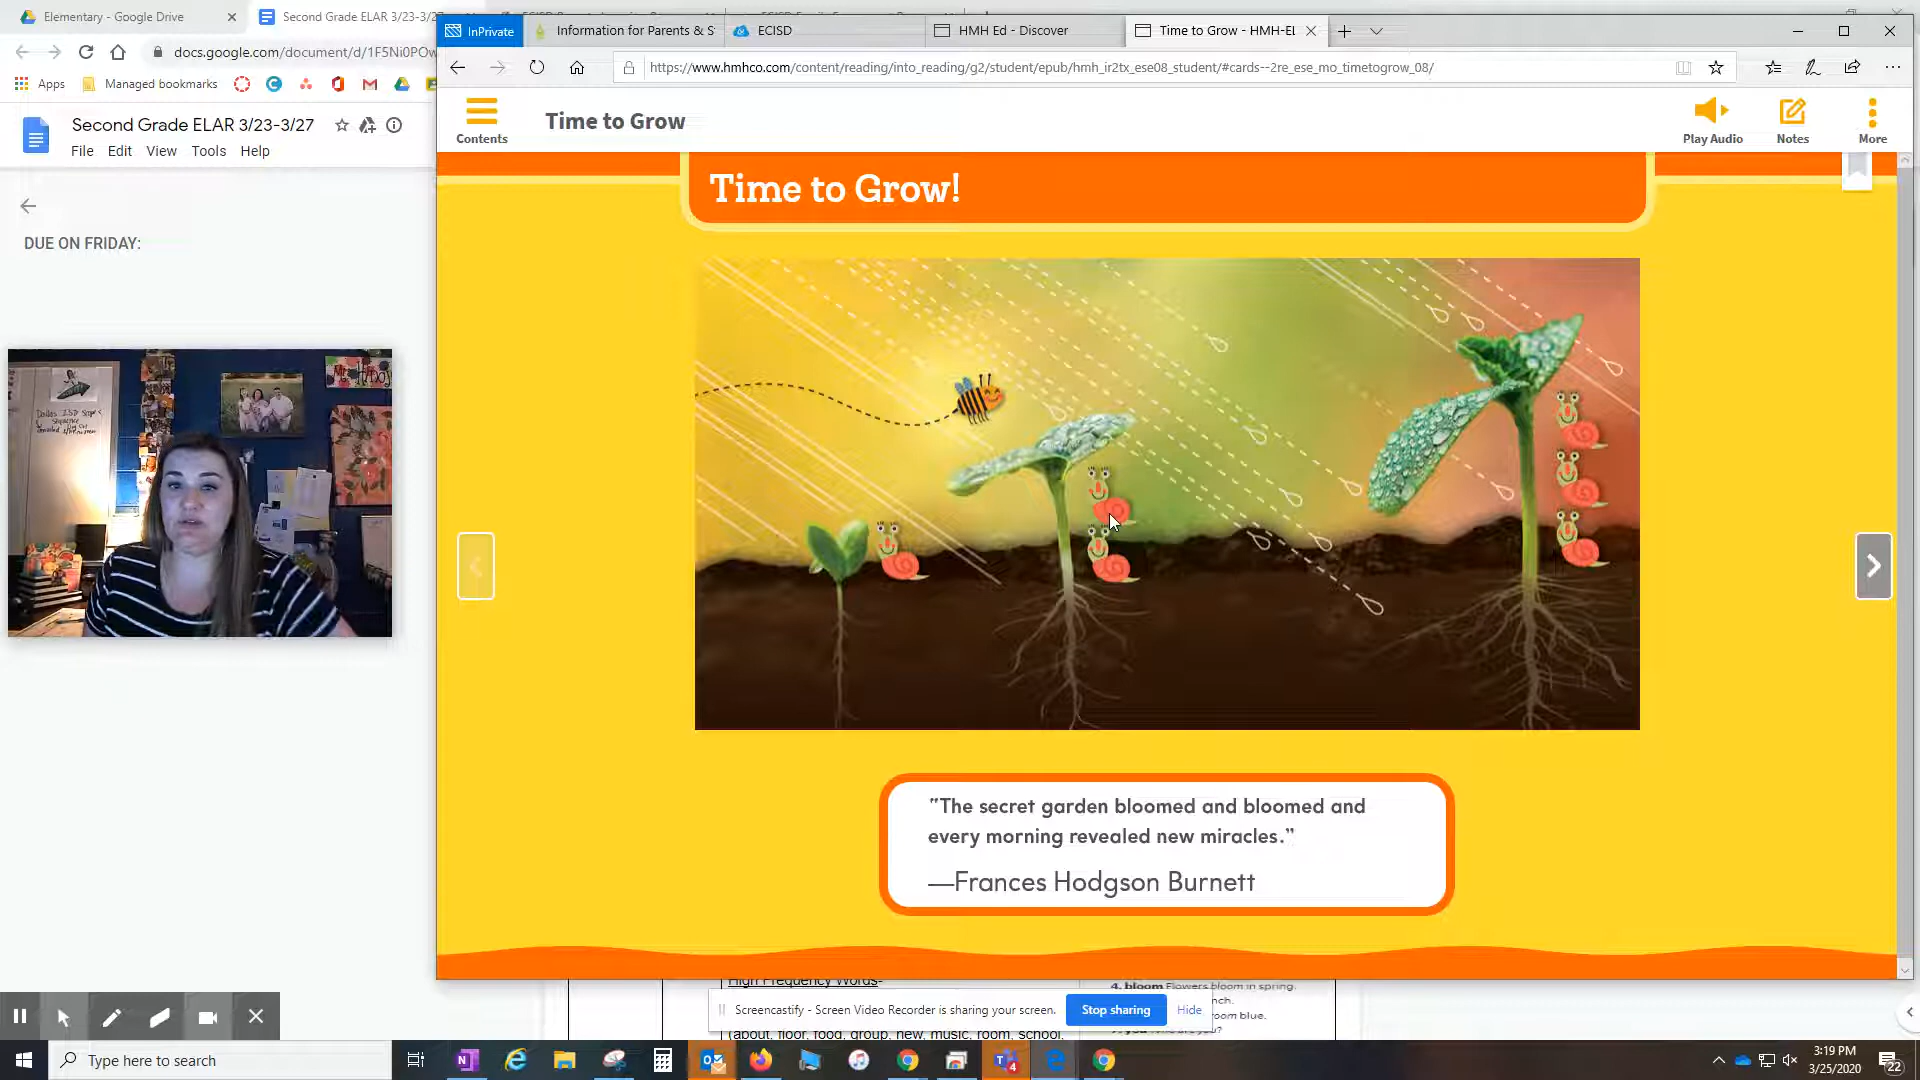 Elementary - Google Drive
Second Grade ELAR 3/23-3/27
docs.google.com/document/d/1F5Ni0POw
Apps
Managed bookmarks
Second Grade ELAR 3/23-3/27
File Edit View Tools Help
DUE ON FRIDAY:
InPrivate
Information for Parents & S
ECISD
HMH Ed - Discover
Time to Grow - HMH-EL
https://www.hmhco.com/content/reading/into_reading/g2/student/epub/hmh_ir2tx_ese08_student/#cards--2re_ese_mo_timetogrow_08/
Contents
Time to Grow
Play Audio
Notes
More
Time to Grow!
"The secret garden bloomed and bloomed and
every morning revealed new miracles."
—Frances Hodgson Burnett
High Frequency Words-
4. bloom Flowers bloom in spring.
Screencastify - Screen Video Recorder is sharing your screen.
Stop sharing
Hide
(about, floor, food, group, new, music, room, school,
Type here to search
4
3:19 PM
3/25/2020
22